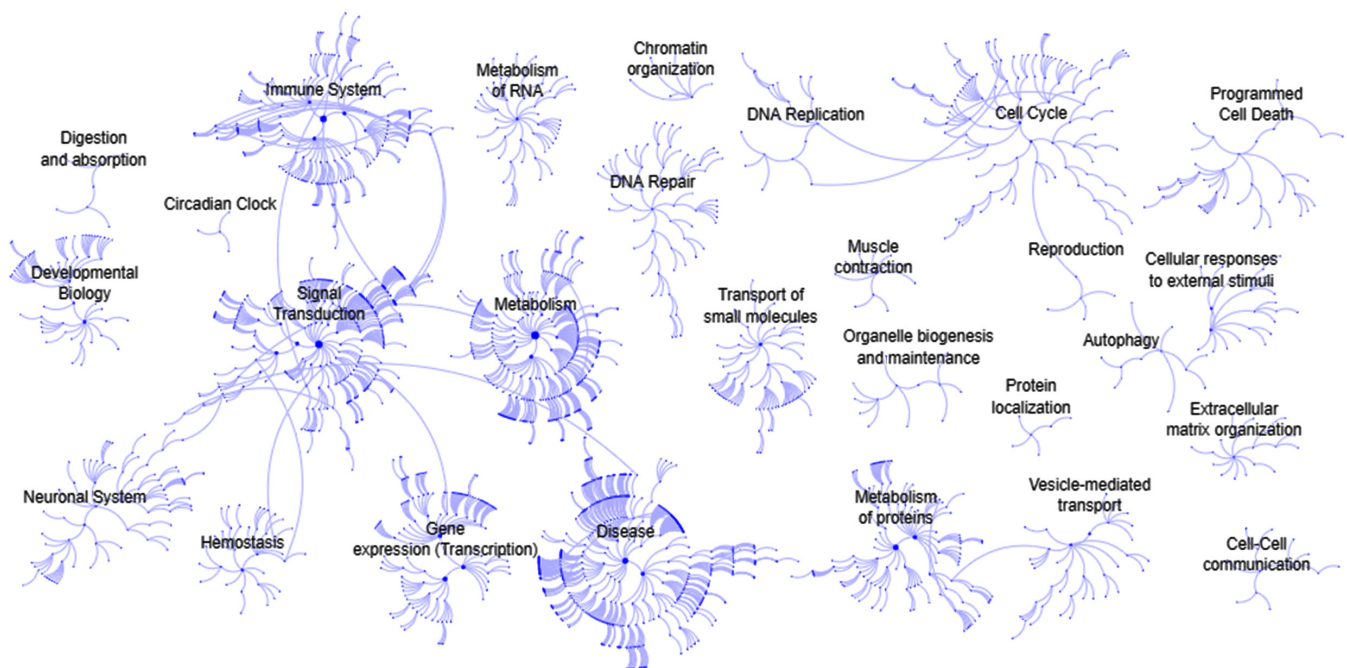 Immune System
Metabolism
of RNA
Chromatin
organization
DNA Replication
Cell Cycle
Programmed
Cell Death
Digestion
and absorption
Circadian Clock
DNA Repair
Developmental
Biology
Signal
Transduction
Metabolism
Transport of
small molecules
Muscle
contraction
Reproduction
Cellular responses
to external stimuli
Organelle biogenesis
and maintenance
Autophagy
Protein
localization
Extracellular
matrix organization
Neuronal System
Hemostasis
Gene
expression (Transcription)
Disease
Metabolism
of proteins
Vesicle-mediated
transport
Cell-Cell
communication